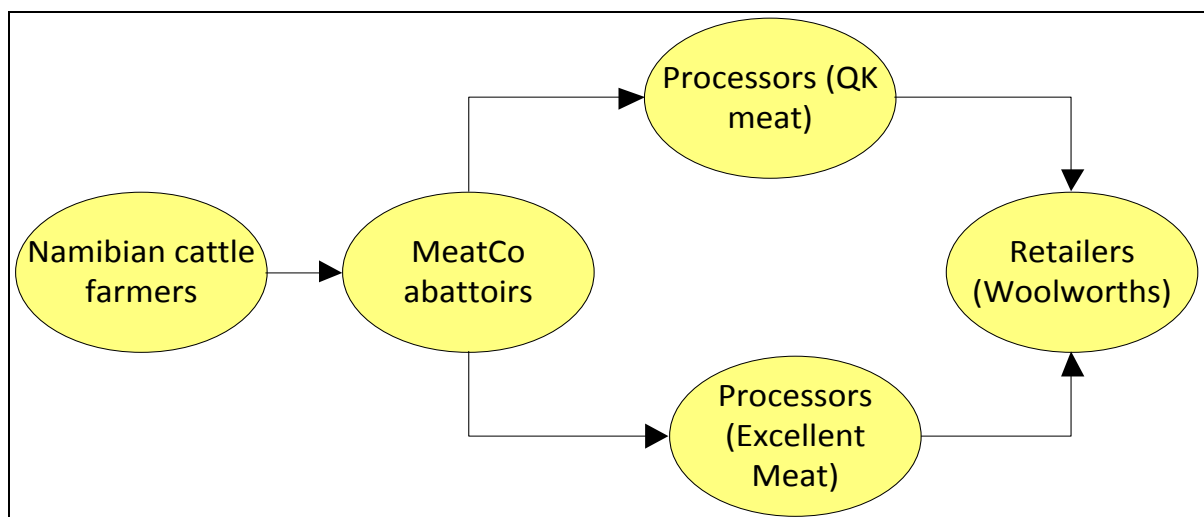 Processors (QK
meat)
Namibian cattle
farmers
MeatCo
abattoirs
Retailers
(Woolworths)
Processors
(Excellent
Meat)